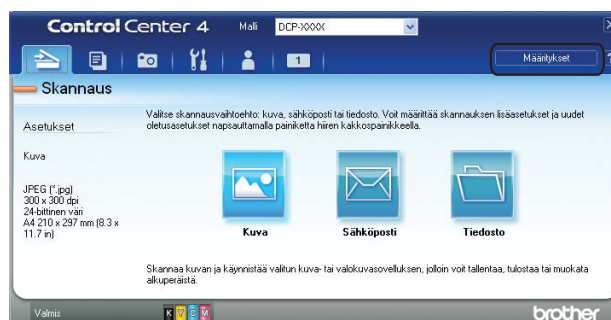 Control Center 4 Malli DCP-XXXX X
1 Määritykset ?
Skannaus
Valitse skannausvaihtoehto: kuva, sähköposti tai tiedosto. Voit määrittää skannauksen lisäasetukset ja uudet
oletusasetukset napsauttamalla painiketta hiiren kakkospainikkeella.
Asetukset
Kuva
JPEG (*.jpg)
300 x 300 dpi
24-bittinen väri
A4 210 x 297 mm (8.3 x
11.7 in)
Kuva Sähköposti Tiedosto
Skannaa kuvan ja käynnistää valitun kuva- tai valokuvasovelluksen, jolloin voit tallentaa, tulostaa tai muokata
alkuperäistä.
Valmis K Y C M brother